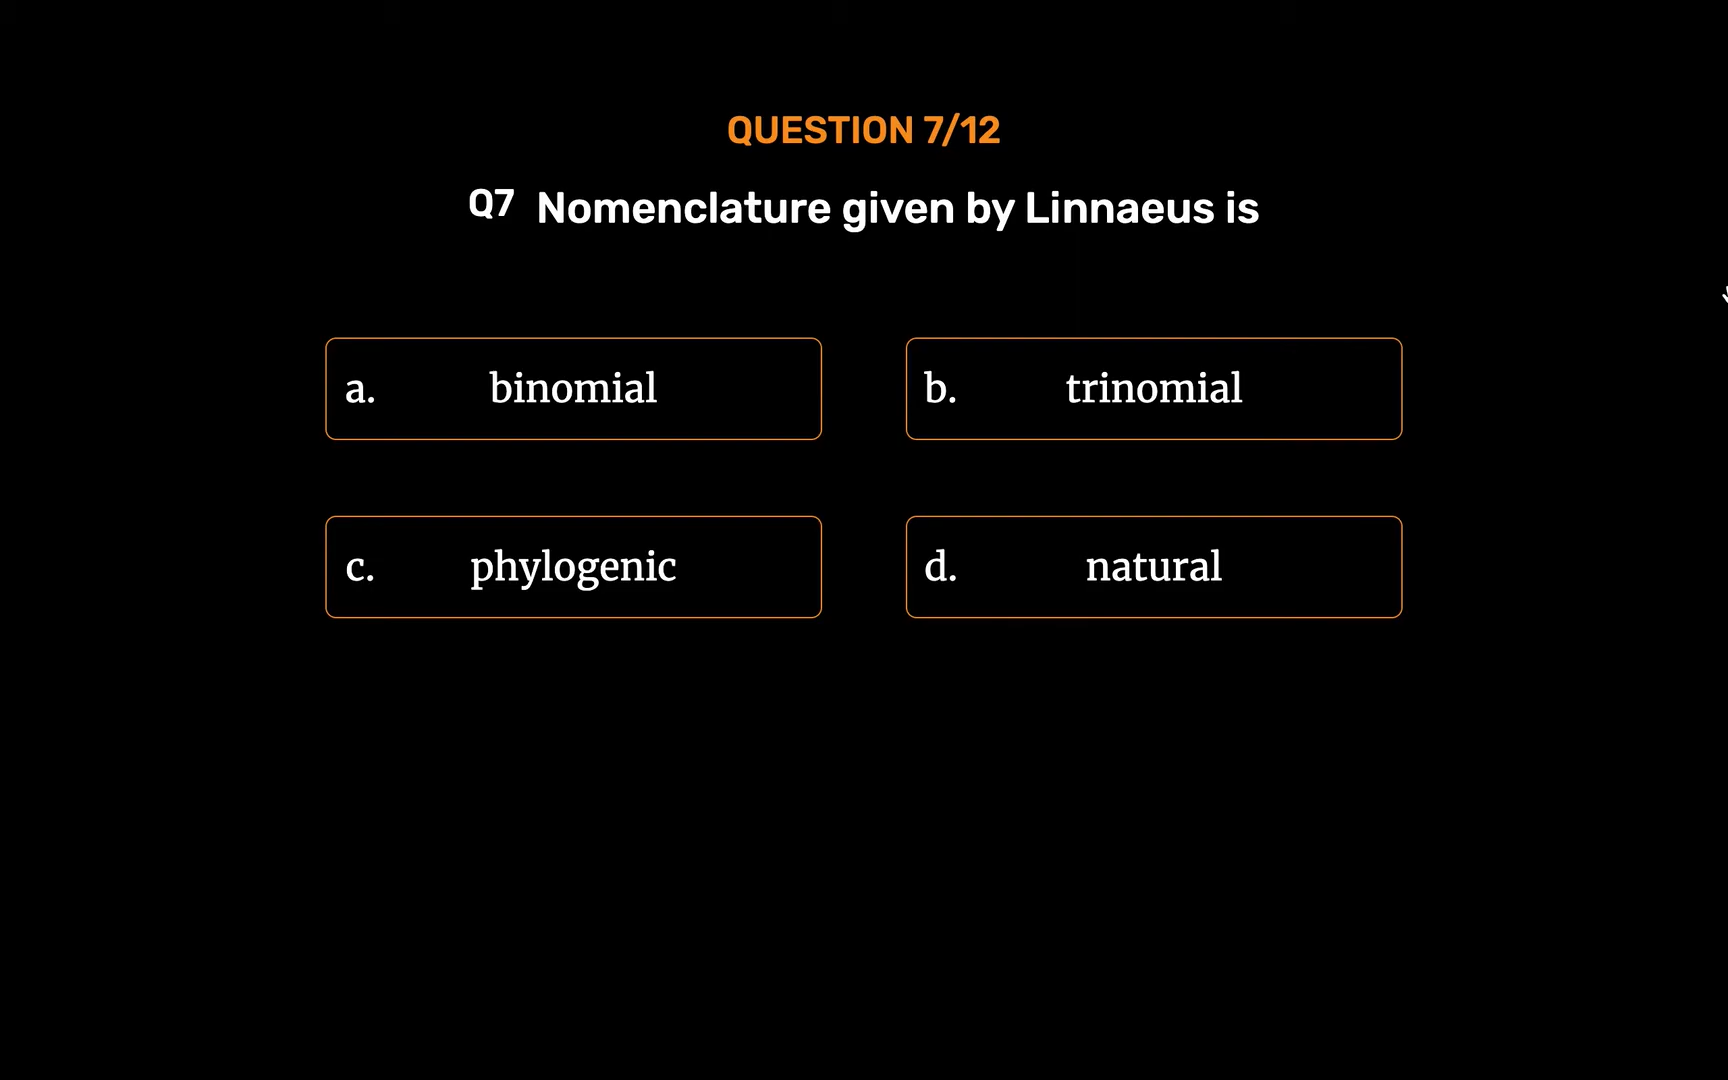 QUESTION 7/12
Q7 Nomenclature given by Linnaeus is
a. binomial
b. trinomial
c. phylogenic
d. natural